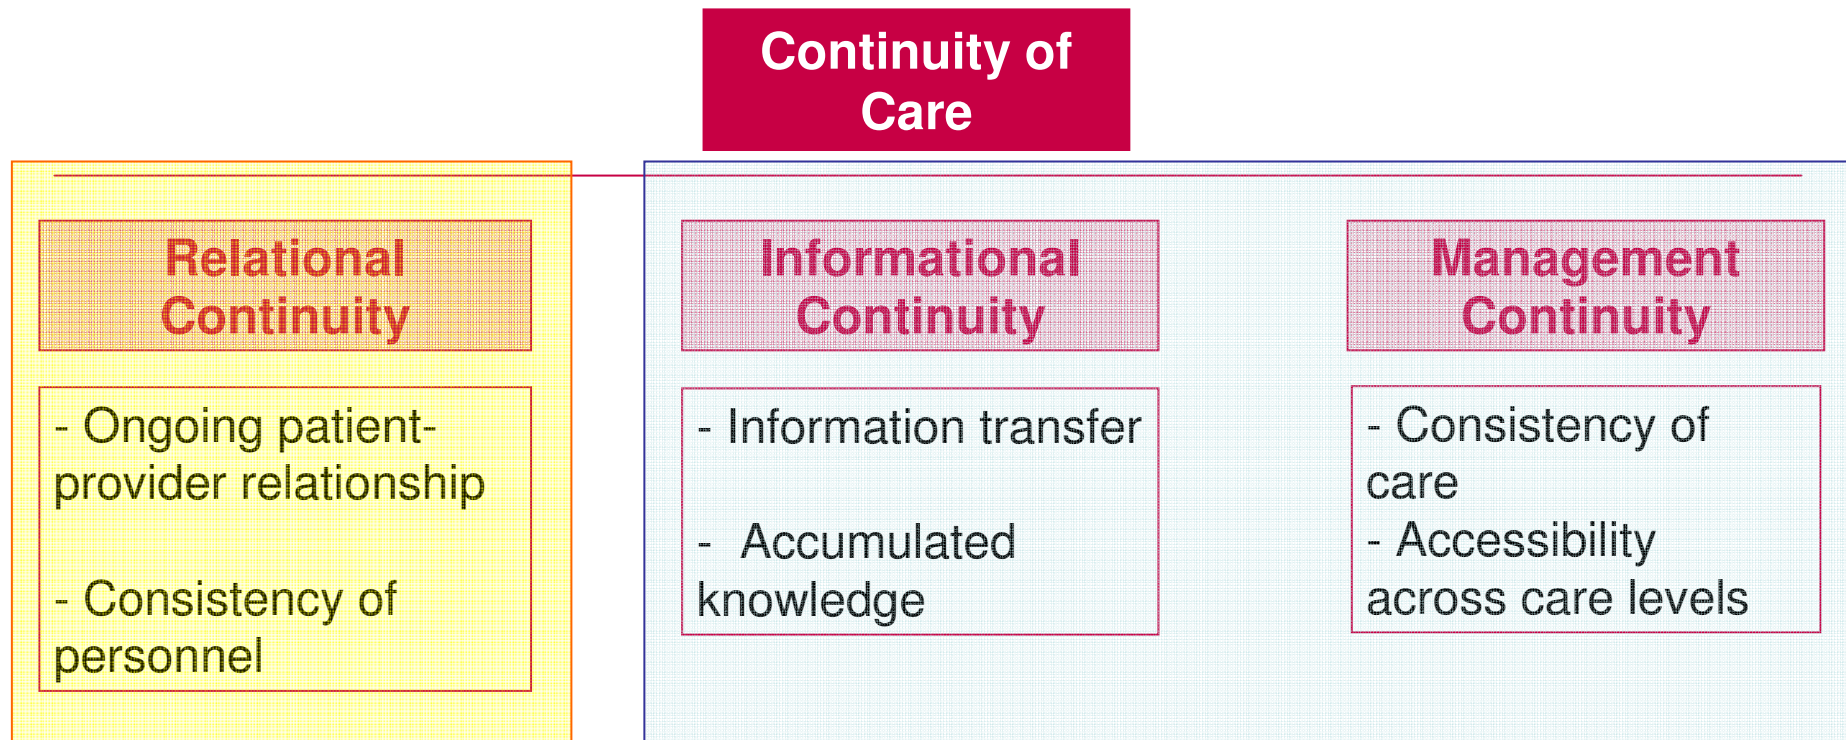 Continuity of
Care
Relational
Continuity
- Ongoing patient-
provider relationship
- Consistency of
personnel
Informational
Continuity
- Information transfer
- Accumulated
knowledge
Management
Continuity
- Consistency of
care
- Accessibility
across care levels